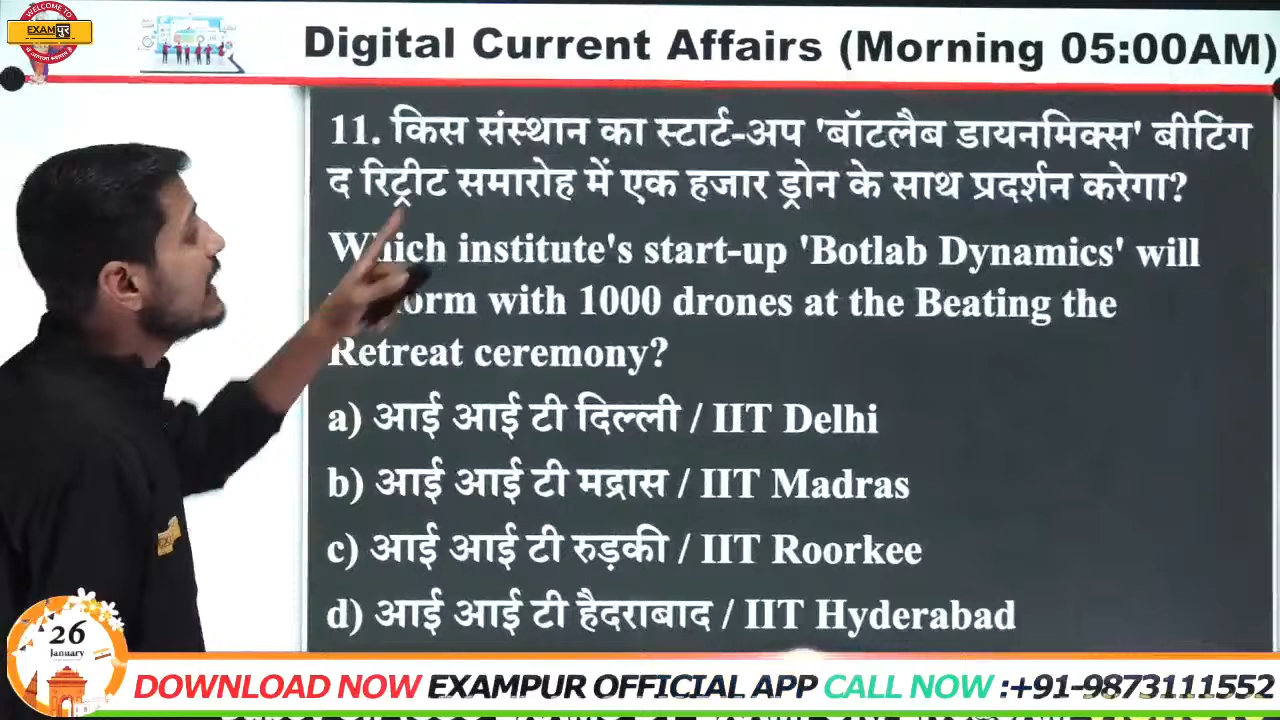 WELCOME TO
EXAMपुर
Digital Current Affairs (Morning 05:00AM)
11. किस संस्थान का स्टार्ट-अप 'बॉटलैब डायनमिक्स' बीटिंग
द रिट्रीट समारोह में एक हजार ड्रोन के साथ प्रदर्शन करेगा?
Which institute's start-up 'Botlab Dynamics' will
with 1000 drones at the Beating the
Retreat ceremony?
a) आई आई टी दिल्ली / IIT Delhi
b) आई आई टी मद्रास / IIT Madras
c) आई आई टी रुड़की / IIT Roorkee
d) आई आई टी हैदराबाद / IIT Hyderabad
26
January
DOWNLOAD NOW EXAMPUR OFFICIAL APP CALL NOW :+91-9873111552